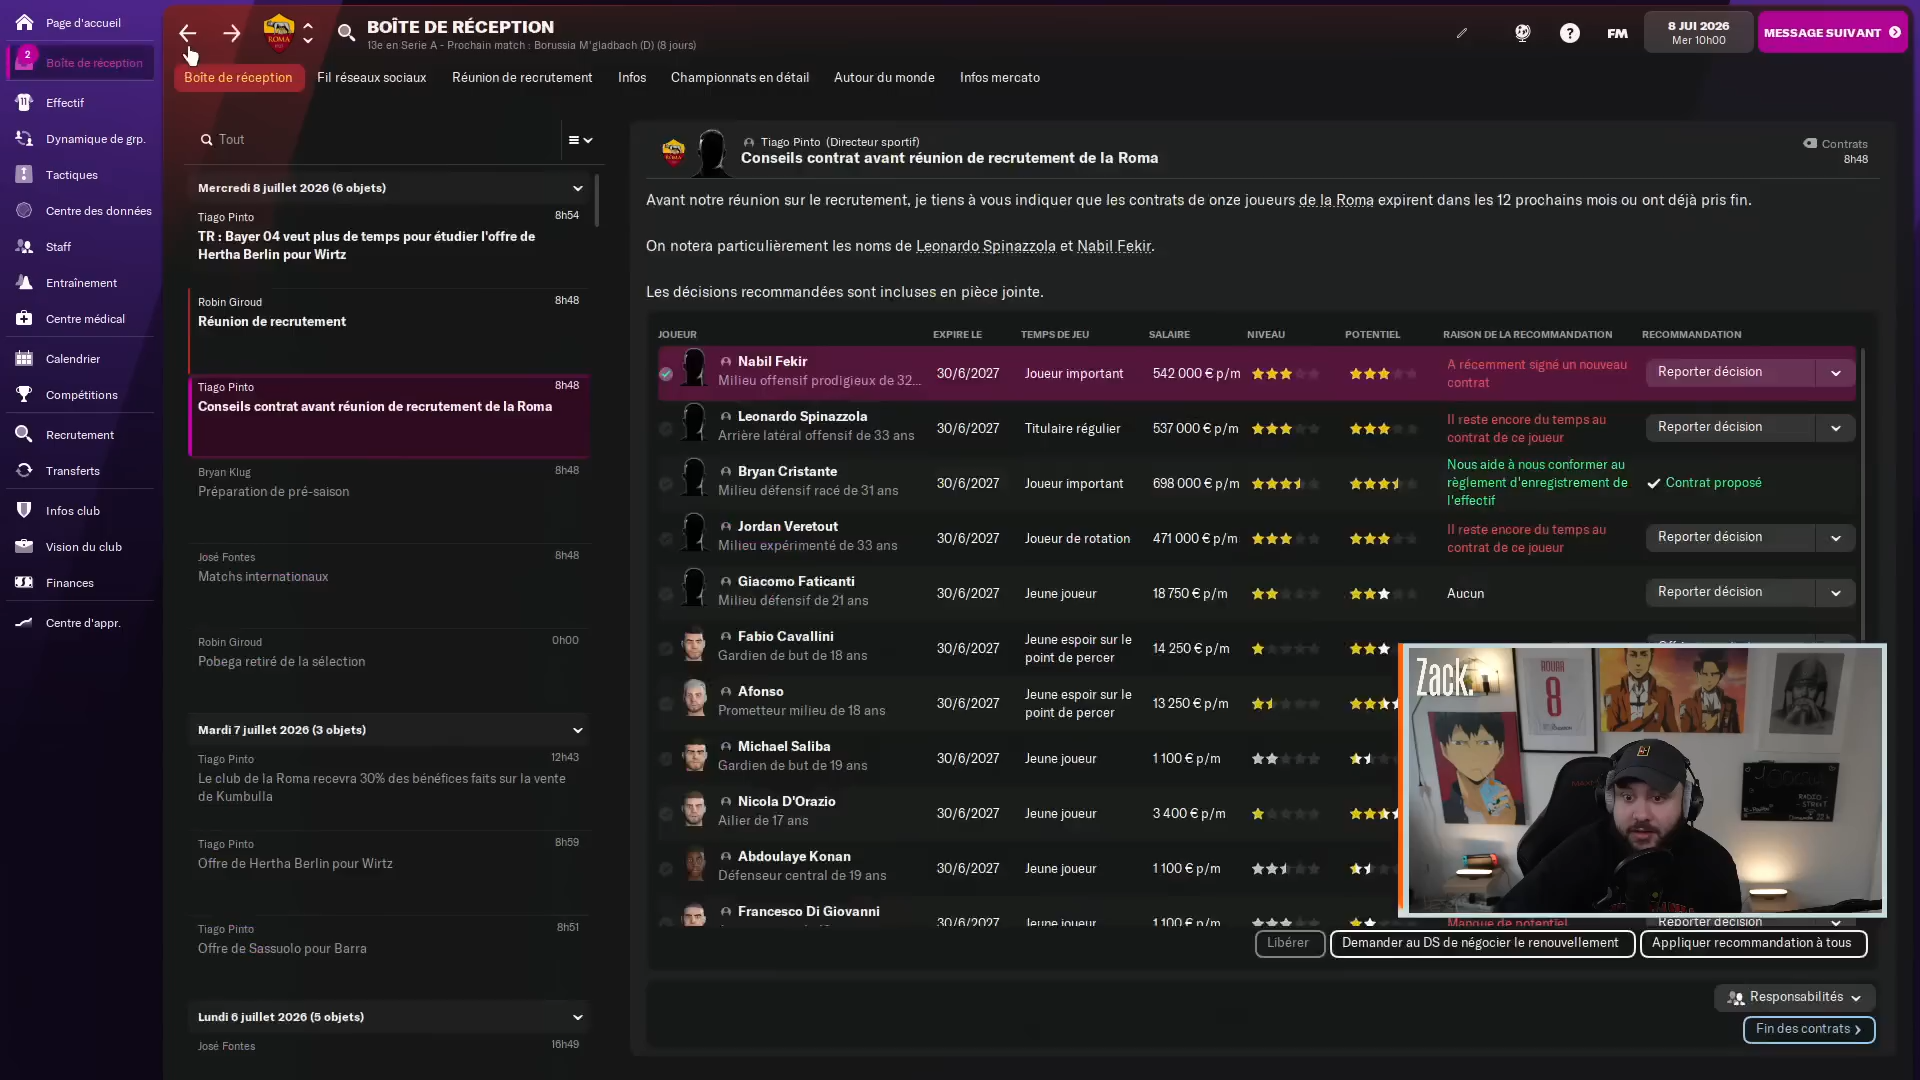 Page d'accueil
2
Boîte de réception
Effectif
Dynamique de grp.
Tactiques
Centre des données
Staff
Entraînement
Centre médical
Calendrier
Compétitions
Recrutement
Transferts
Infos club
Vision du club
Finances
Centre d'appr.
ROMA
BOÎTE DE RÉCEPTION
13e en Serie A - Prochain match : Borussia M'gladbach (D) (8 jours)
FM
8 JUI 2026
Mer 10h00
MESSAGE SUIVANT
Boîte de réception
Fil réseaux sociaux
Réunion de recrutement
Infos
Championnats en détail
Autour du monde
Infos mercato
Tout
Mercredi 8 juillet 2026 (6 objets)
Tiago Pinto 8h54
TR : Bayer 04 veut plus de temps pour étudier l'offre de
Hertha Berlin pour Wirtz
Robin Giroud 8h48
Réunion de recrutement
Tiago Pinto 8h48
Conseils contrat avant réunion de recrutement de la Roma
Bryan Klug 8h48
Préparation de pré-saison
José Fontes 8h48
Matchs internationaux
Robin Giroud 0h00
Pobega retiré de la sélection
Mardi 7 juillet 2026 (3 objets)
Tiago Pinto 12h43
Le club de la Roma recevra 30% des bénéfices faits sur la vente
de Kumbulla
Tiago Pinto 8h59
Offre de Hertha Berlin pour Wirtz
Tiago Pinto 8h51
Offre de Sassuolo pour Barra
Lundi 6 juillet 2026 (5 objets)
José Fontes 16h49
Tiago Pinto (Directeur sportif)
Conseils contrat avant réunion de recrutement de la Roma
Contrats
8h48
Avant notre réunion sur le recrutement, je tiens à vous indiquer que les contrats de onze joueurs de la Roma expirent dans les 12 prochains mois ou ont déjà pris fin.
On notera particulièrement les noms de Leonardo Spinazzola et Nabil Fekir.
Les décisions recommandées sont incluses en pièce jointe.
JOUEUR EXPIRE LE TEMPS DE JEU SALAIRE NIVEAU POTENTIEL RAISON DE LA RECOMMANDATION RECOMMANDATION
Nabil Fekir
Milieu offensif prodigieux de 32...
30/6/2027 Joueur important 542 000 € p/m
A récemment signé un nouveau
contrat
Reporter décision
Leonardo Spinazzola
Arrière latéral offensif de 33 ans
30/6/2027 Titulaire régulier 537 000 € p/m
Il reste encore du temps au
contrat de ce joueur
Reporter décision
Bryan Cristante
Milieu défensif racé de 31 ans
30/6/2027 Joueur important 698 000 € p/m
Nous aide à nous conformer au
règlement d'enregistrement de
l'effectif
Contrat proposé
Jordan Veretout
Milieu expérimenté de 33 ans
30/6/2027 Joueur de rotation 471 000 € p/m
Il reste encore du temps au
contrat de ce joueur
Reporter décision
Giacomo Faticanti
Milieu défensif de 21 ans
30/6/2027 Jeune joueur 18 750 € p/m
Aucun
Reporter décision
Fabio Cavallini
Gardien de but de 18 ans
30/6/2027
Jeune espoir sur le
point de percer
14 250 € p/m
Afonso
Prometteur milieu de 18 ans
30/6/2027
Jeune espoir sur le
point de percer
13 250 € p/m
Michael Saliba
Gardien de but de 19 ans
30/6/2027 Jeune joueur 1 100 € p/m
Nicola D'Orazio
Ailier de 17 ans
30/6/2027 Jeune joueur 3 400 € p/m
Abdoulaye Konan
Défenseur central de 19 ans
30/6/2027 Jeune joueur 1 100 € p/m
Francesco Di Giovanni
30/6/2027 Jeune joueur 1 100 € p/m
Manque de potentiel
Reporter décision
Zack.
8
Libérer
Demander au DS de négocier le renouvellement
Appliquer recommandation à tous
Responsabilités
Fin des contrats